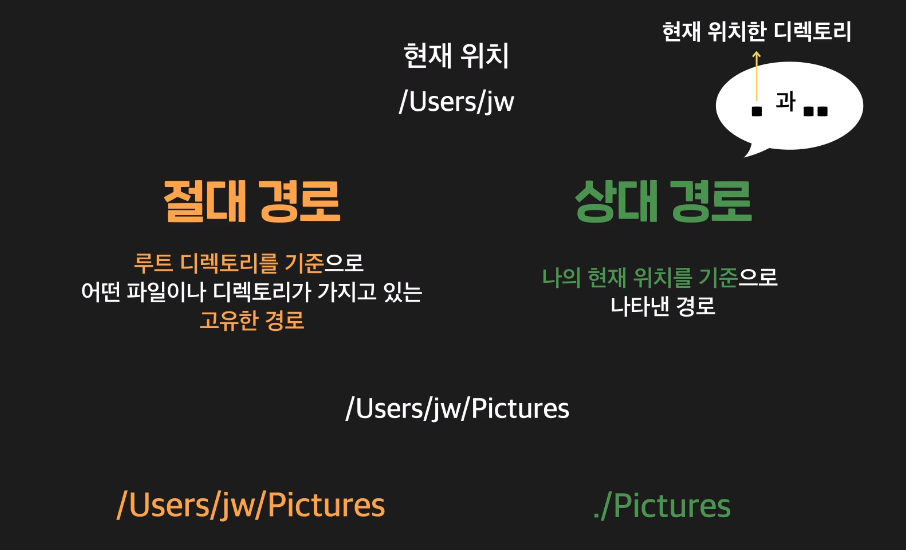 현재 위치한 디렉토리
현재 위치
/Users/jw
. 과 ..
절대 경로
루트 디렉토리를 기준으로
어떤 파일이나 디렉토리가 가지고 있는
고유한 경로
상대 경로
나의 현재 위치를 기준으로
나타낸 경로
/Users/jw/Pictures
/Users/jw/Pictures
./Pictures